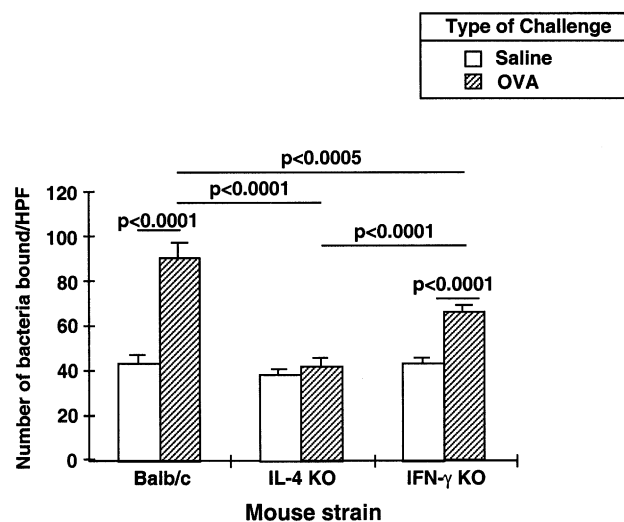 Type of Challenge
Saline
OVA
p<0.0005
p<0.0001
p<0.0001
p<0.0001
p<0.0001
Number of bacteria bound/HPF
120
100
80
60
40
20
0
Balb/c IL-4 KO IFN-γ KO
Mouse strain